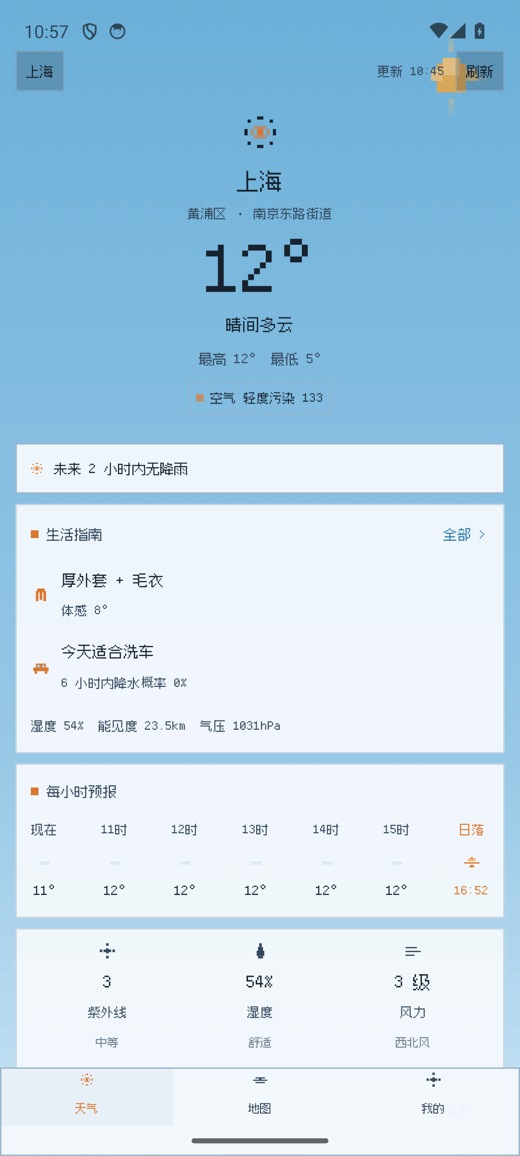 10:57
上海 更新 10:45 刷新
上海
黄浦区 · 南京东路街道
12°
晴间多云
最高 12° 最低 5°
空气 轻度污染 133
未来 2 小时内无降雨
生活指南 全部 >
厚外套 + 毛衣
体感 8°
今天适合洗车
6 小时内降水概率 0%
湿度 54% 能见度 23.5km 气压 1031hPa
每小时预报
现在 11时 12时 13时 14时 15时 日落
11° 12° 12° 12° 12° 12° 16:52
3 54% 3 级
紫外线 湿度 风力
中等 舒适 西北风
天气 地图 我的